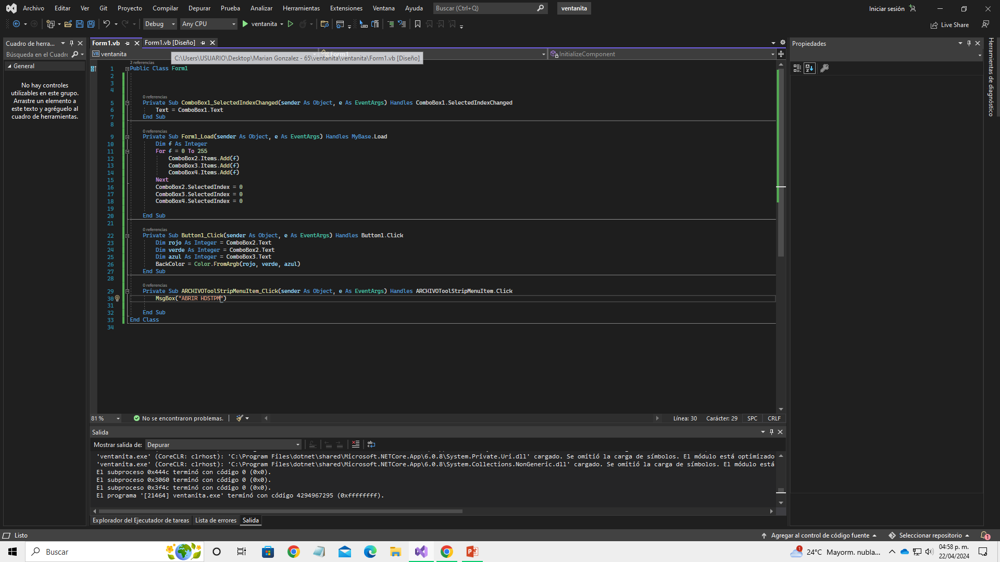 Archivo Editar Ver Git Proyecto Compilar Depurar Prueba Analizar Herramientas Extensiones Ventana Ayuda Buscar (Ctrl+Q) ventanita Iniciar sesión
Debug Any CPU ventanita Live Share
Cuadro de herra...
Búsqueda en el Cuadro
General
No hay controles
utilizables en este grupo.
Arrastre un elemento a
este texto y agréguelo al
cuadro de herramientas.
Form1.vb Form1.vb [Diseño]
VB ventanita Form1 InitializeComponent
C:\Users\USUARIO\Desktop\Marian Gonzalez - 65\ventanita\ventanita\Form1.vb [Diseño]
2 referencias
1 Public Class Form1
2
3
4
0 referencias
5 Private Sub ComboBox1_SelectedIndexChanged(sender As Object, e As EventArgs) Handles ComboBox1.SelectedIndexChanged
6 Text = ComboBox1.Text
7 End Sub
8
0 referencias
9 Private Sub Form1_Load(sender As Object, e As EventArgs) Handles MyBase.Load
10 Dim f As Integer
11 For f = 0 To 255
12 ComboBox2.Items.Add(f)
13 ComboBox3.Items.Add(f)
14 ComboBox4.Items.Add(f)
15 Next
16 ComboBox2.SelectedIndex = 0
17 ComboBox3.SelectedIndex = 0
18 ComboBox4.SelectedIndex = 0
19
20 End Sub
21
0 referencias
22 Private Sub Button1_Click(sender As Object, e As EventArgs) Handles Button1.Click
23 Dim rojo As Integer = ComboBox2.Text
24 Dim verde As Integer = ComboBox2.Text
25 Dim azul As Integer = ComboBox3.Text
26 BackColor = Color.FromArgb(rojo, verde, azul)
27 End Sub
28
0 referencias
29 Private Sub ARCHIVOToolStripMenuItem_Click(sender As Object, e As EventArgs) Handles ARCHIVOToolStripMenuItem.Click
30 MsgBox("ABRIR HDSTPM")
31
32 End Sub
33 End Class
34
81 % No se encontraron problemas. Línea: 30 Carácter: 29 SPC CRLF
Salida
Mostrar salida de: Depurar
'ventanita.exe' (CoreCLR: clrhost): 'C:\Program Files\dotnet\shared\Microsoft.NETCore.App\6.0.8\System.Private.Uri.dll' cargado. Se omitió la carga de símbolos. El módulo está optimizado
'ventanita.exe' (CoreCLR: clrhost): 'C:\Program Files\dotnet\shared\Microsoft.NETCore.App\6.0.8\System.Collections.NonGeneric.dll' cargado. Se omitió la carga de símbolos. El módulo está
El subproceso 0x444c terminó con código 0 (0x0).
El subproceso 0x3060 terminó con código 0 (0x0).
El subproceso 0x3f4c terminó con código 0 (0x0).
El programa '[21464] ventanita.exe' terminó con código 4294967295 (0xffffffff).
Explorador del Ejecutador de tareas Lista de errores Salida
Propiedades
Herramientas de diagnóstico
Listo Agregar al control de código fuente Seleccionar repositorio 1
Buscar 1 24°C Mayorm. nubla... 04:58 p. m.
22/04/2024